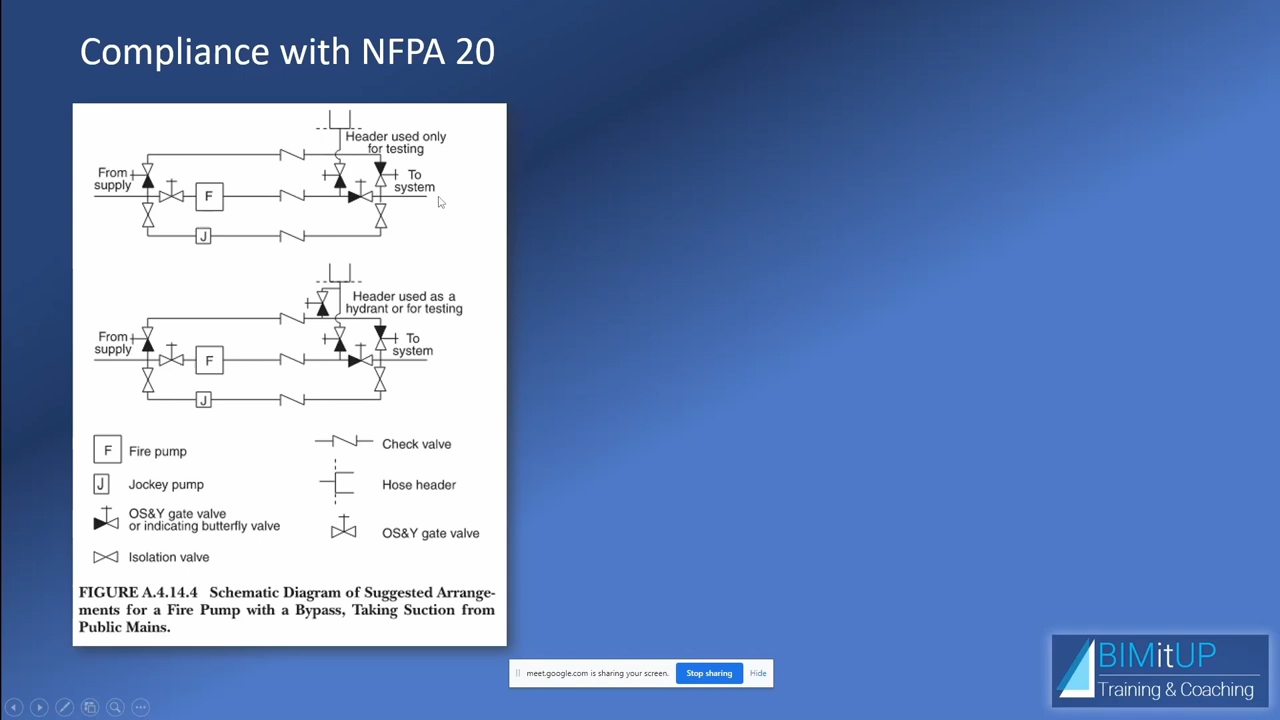 Compliance with NFPA 20
Header used only
for testing
From
supply
To
system
F
J
Header used as a
hydrant or for testing
From
supply
To
system
F
J
F Fire pump
Check valve
J Jockey pump
Hose header
OS&Y gate valve
or indicating butterfly valve
OS&Y gate valve
Isolation valve
FIGURE A.4.14.4 Schematic Diagram of Suggested Arrange-
ments for a Fire Pump with a Bypass, Taking Suction from
Public Mains.
meet.google.com is sharing your screen. Stop sharing Hide
BIMitUP
Training & Coaching